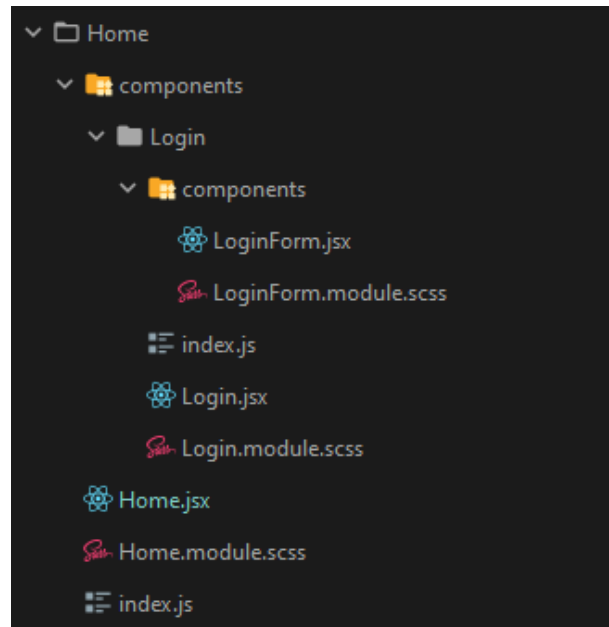 Home
components
Login
components
LoginForm.jsx
LoginForm.module.scss
index.js
Login.jsx
Login.module.scss
Home.jsx
Home.module.scss
index.js